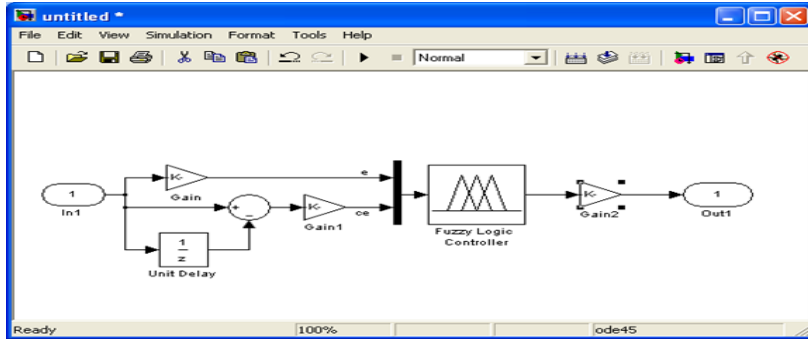 untitled *
File Edit View Simulation Format Tools Help
Normal
1
In1
K-
Gain
e
+
−
K-
Gain1
ce
1
z
Unit Delay
Fuzzy Logic
Controller
K-
Gain2
1
Out1
Ready 100% ode45